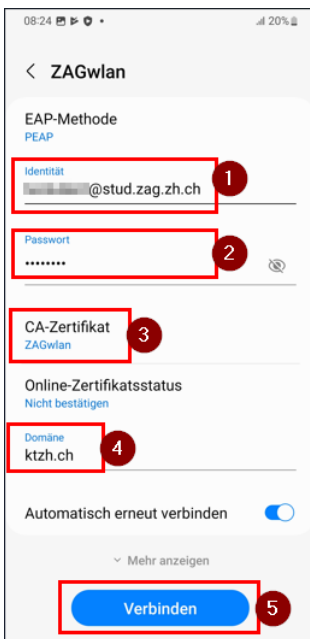 08:24 20%
ZAGwlan
EAP-Methode
PEAP
Identität
@stud.zag.zh.ch
1
Passwort
••••••••
2
CA-Zertifikat
ZAGwlan
3
Online-Zertifikatsstatus
Nicht bestätigen
Domäne
ktzh.ch
4
Automatisch erneut verbinden
Mehr anzeigen
Verbinden
5